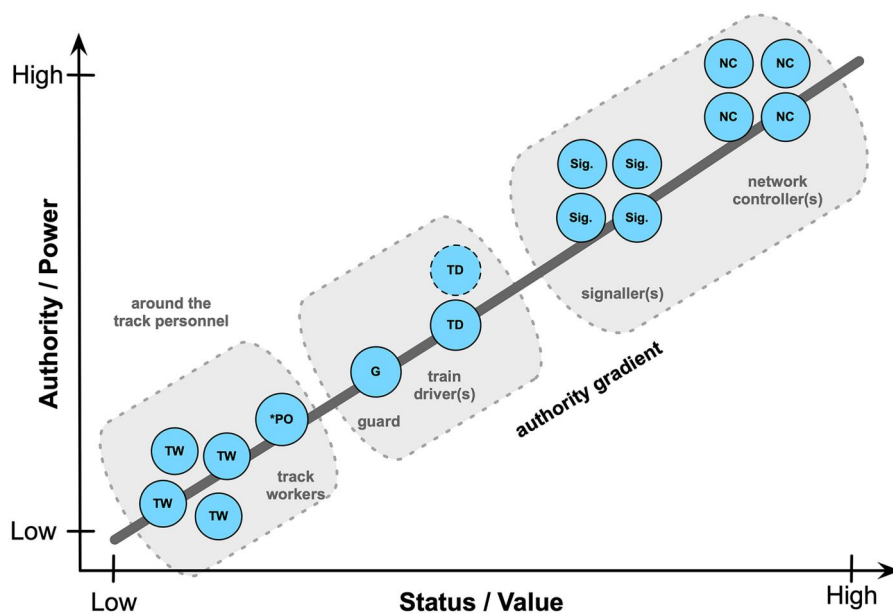 High
Authority / Power
Low
Low
Status / Value
High
NC
NC
NC
NC
network
controller(s)
Sig.
Sig.
Sig.
Sig.
signaller(s)
authority gradient
TD
TD
train
driver(s)
G
guard
around the
track personnel
*PO
TW
TW
TW
TW
track
workers